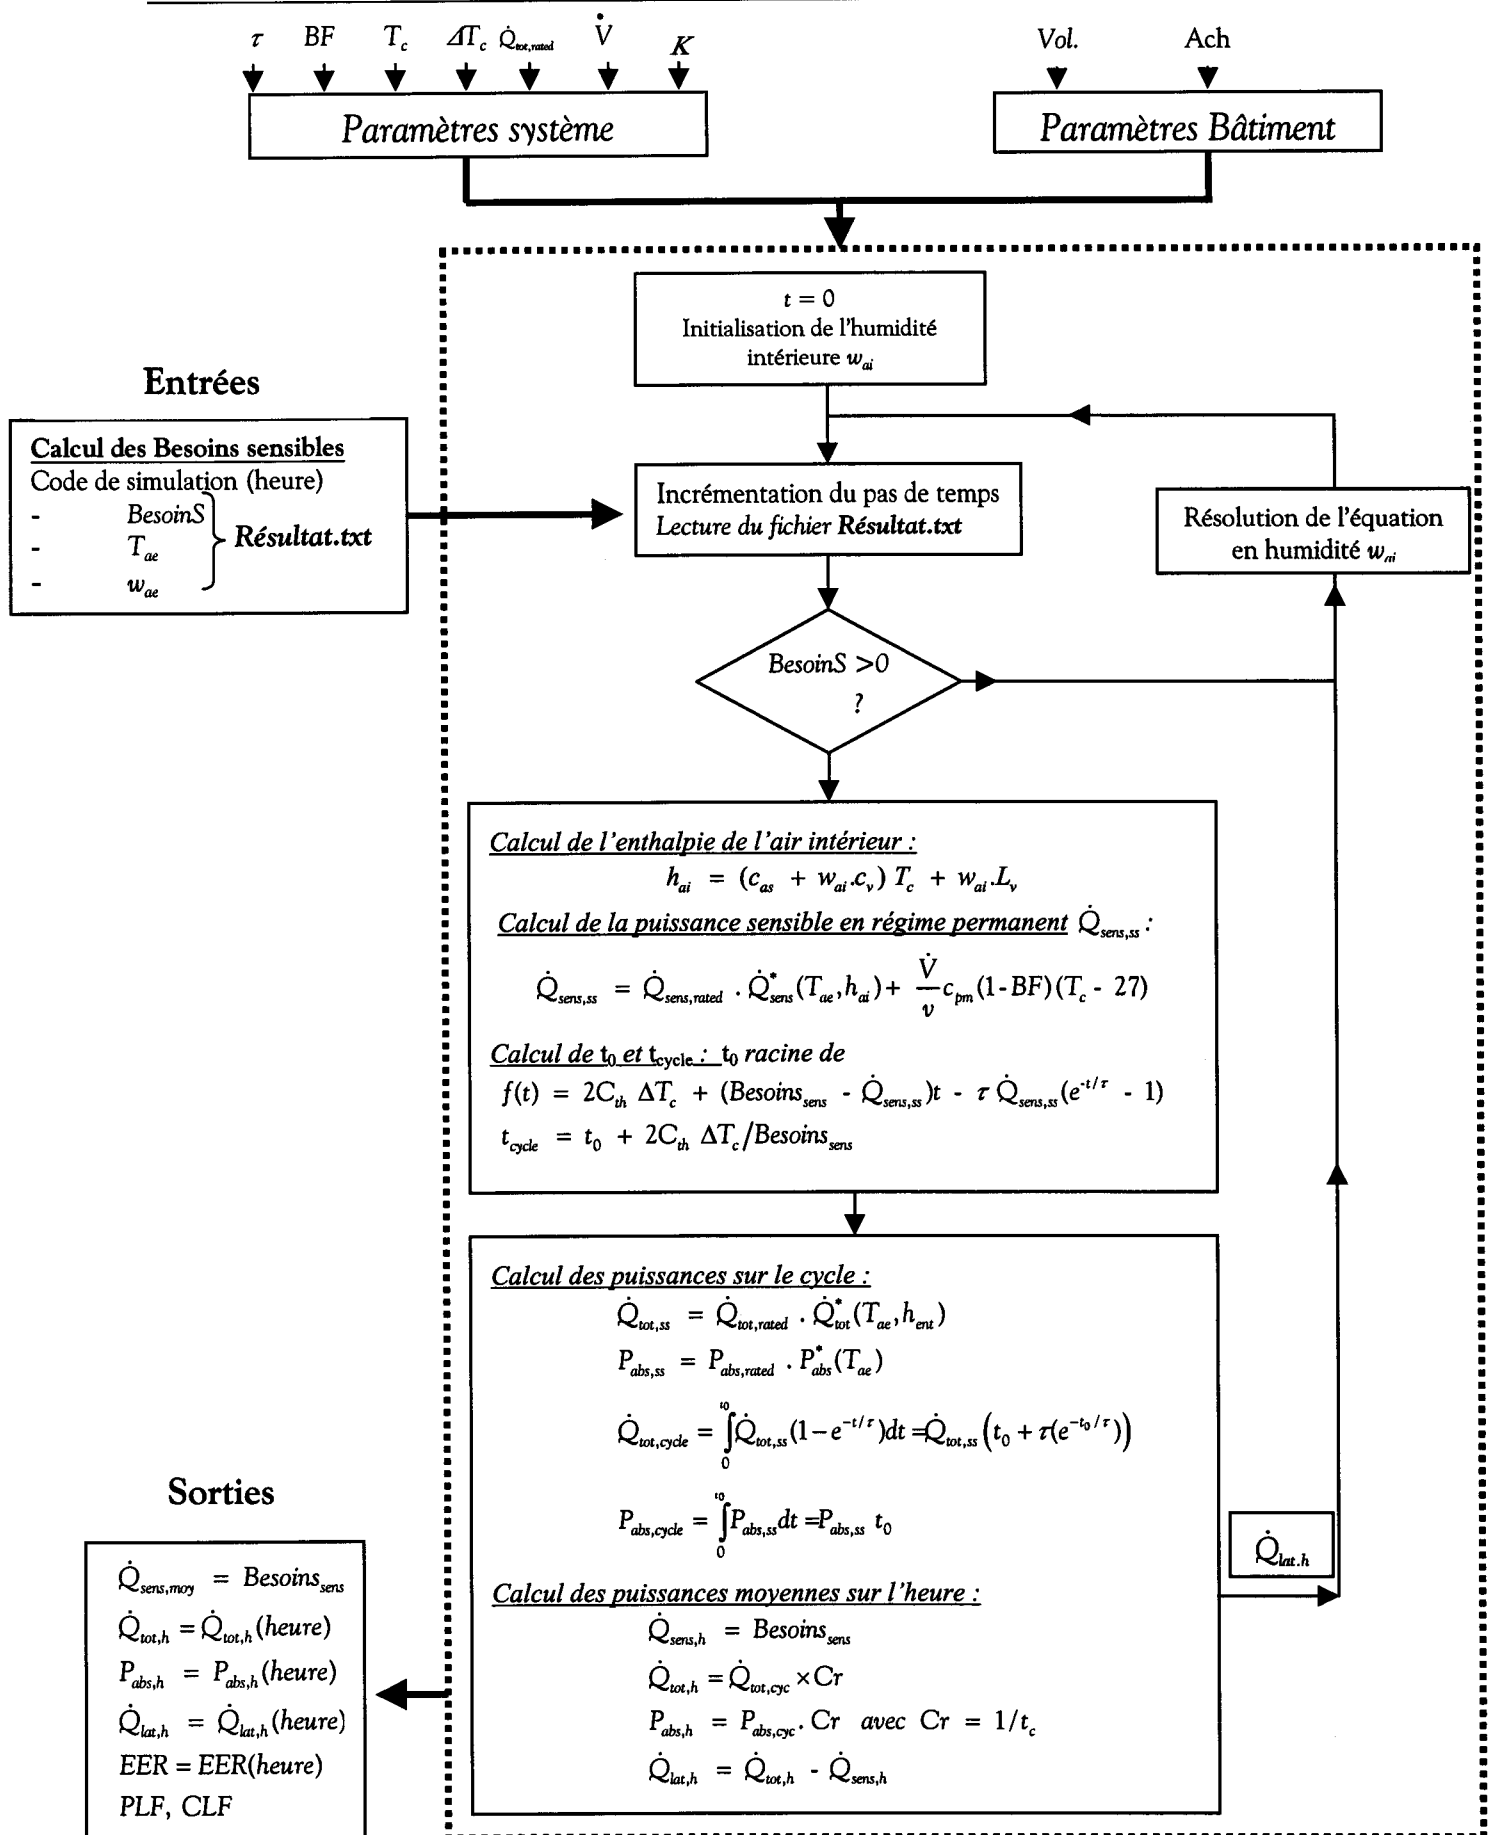 τ BF T_c ΔT_c Q̇_tot,rated V̇ K
Paramètres système
Vol. Ach
Paramètres Bâtiment
t = 0
Initialisation de l'humidité
intérieure w_ai
Entrées
Calcul des Besoins sensibles
Code de simulation (heure)
- BesoinS
- T_ae
- w_ae
Résultat.txt
Incrémentation du pas de temps
Lecture du fichier Résultat.txt
Résolution de l'équation
en humidité w_ai
BesoinS >0
?
Calcul de l'enthalpie de l'air intérieur :
h_ai = (c_as + w_ai.c_v) T_c + w_ai.L_v
Calcul de la puissance sensible en régime permanent Q̇_sens,ss :
Q̇_sens,ss = Q̇_sens,rated . Q̇*_sens(T_ae, h_ai) + V̇/v c_pm (1-BF)(T_c - 27)
Calcul de t_0 et t_cycle : t_0 racine de
f(t) = 2C_th ΔT_c + (Besoins_sens - Q̇_sens,ss)t - τ Q̇_sens,ss(e^-t/τ - 1)
t_cycle = t_0 + 2C_th ΔT_c/Besoins_sens
Calcul des puissances sur le cycle :
Q̇_tot,ss = Q̇_tot,rated . Q̇*_tot(T_ae, h_ent)
P_abs,ss = P_abs,rated . P*_abs(T_ae)
Q̇_tot,cycle = ∫_0^t0 Q̇_tot,ss(1-e^-t/τ)dt = Q̇_tot,ss(t_0 + τ(e^-t_0/τ))
P_abs,cycle = ∫_0^t0 P_abs,ss dt = P_abs,ss t_0
Calcul des puissances moyennes sur l'heure :
Q̇_sens,h = Besoins_sens
Q̇_tot,h = Q̇_tot,cyc × Cr
P_abs,h = P_abs,cyc . Cr avec Cr = 1/t_c
Q̇_lat,h = Q̇_tot,h - Q̇_sens,h
Q̇_lat.h
Sorties
Q̇_sens,moy = Besoins_sens
Q̇_tot,h = Q̇_tot,h(heure)
P_abs,h = P_abs,h(heure)
Q̇_lat,h = Q̇_lat,h(heure)
EER = EER(heure)
PLF, CLF